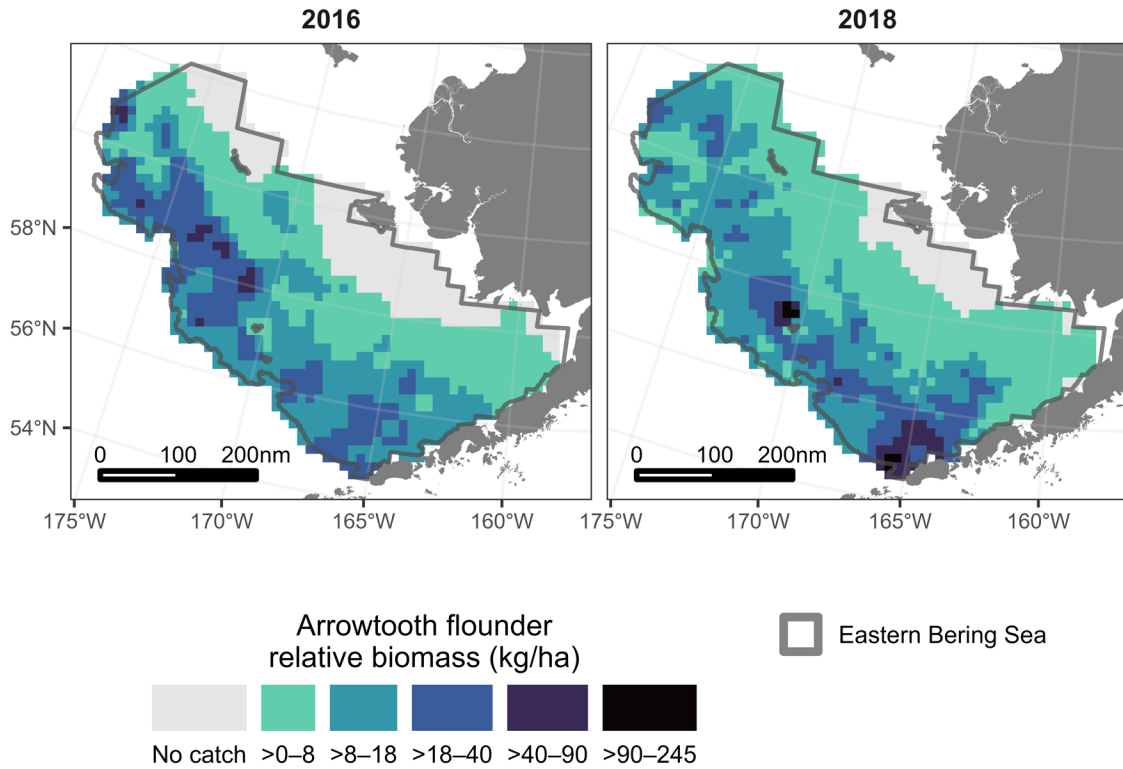 2016
2018
58°N
56°N
54°N
0 100 200nm
0 100 200nm
175°W 170°W 165°W 160°W
175°W 170°W 165°W 160°W
Arrowtooth flounder
relative biomass (kg/ha)
Eastern Bering Sea
No catch >0–8 >8–18 >18–40 >40–90 >90–245